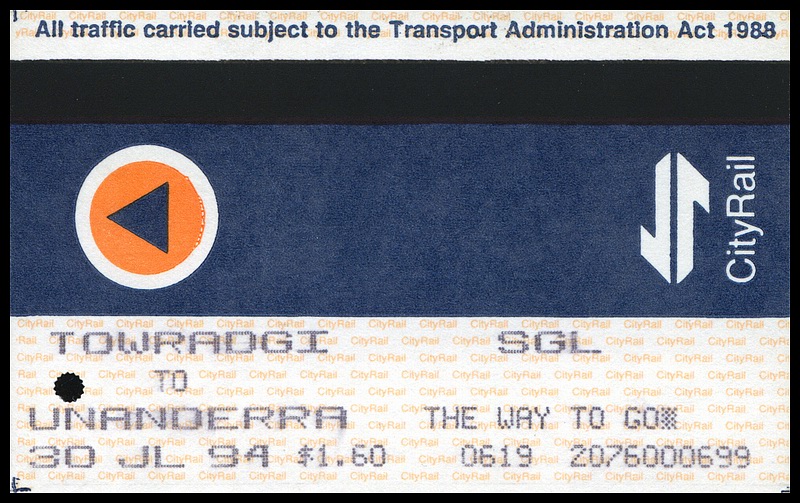 All traffic carried subject to the Transport Administration Act 1988
CityRail
TOWRADGI SGL
TO
UNANDERRA THE WAY TO GO
30 JL 94 $1.60 0619 Z076000699